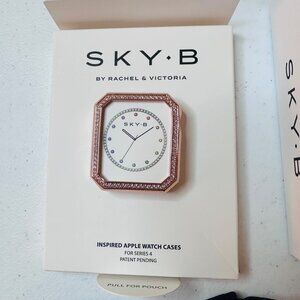 SKY·B
BY RACHEL & VICTORIA
SKY·B
INSPIRED APPLE WATCH CASES
FOR SERIES 4
PATENT PENDING
PULL FOR POUCH